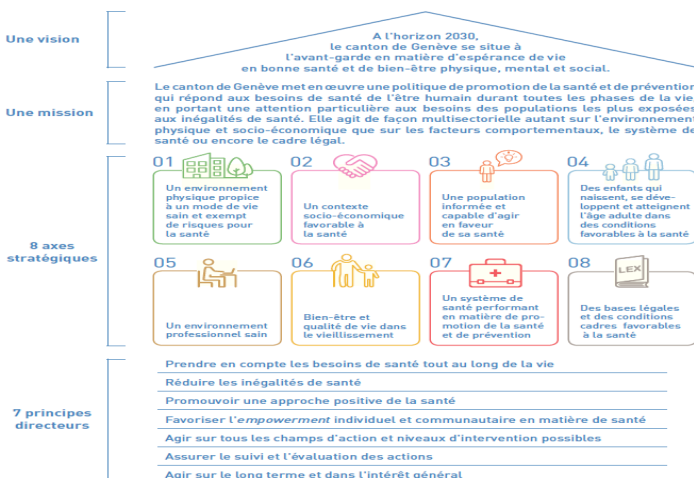 Une vision
A l'horizon 2030,
le canton de Genève se situe à
l'avant-garde en matière d'espérance de vie
en bonne santé et de bien-être physique, mental et social.
Une mission
Le canton de Genève met en œuvre une politique de promotion de la santé et de prévention
qui répond aux besoins de santé de l'être humain durant toutes les phases de la vie
en portant une attention particulière aux besoins des populations les plus exposées
aux inégalités de santé. Elle agit de façon multisectorielle autant sur l'environnement
physique et socio-économique que sur les facteurs comportementaux, le système de
santé ou encore le cadre légal.
8 axes
stratégiques
01
Un environnement
physique propice
à un mode de vie
sain et exempt
de risques pour
la santé
02
Un contexte
socio-économique
favorable à
la santé
03
Une population
informée et
capable d'agir
en faveur
de sa santé
04
Des enfants qui
naissent, se déve-
loppent et atteignent
l'âge adulte dans
des conditions
favorables à la santé
05
Un environnement
professionnel sain
06
Bien-être et
qualité de vie dans
le vieillissement
07
Un système de
santé performant
en matière de pro-
motion de la santé
et de prévention
08
LEX
Des bases légales
et des conditions
cadres favorables
à la santé
7 principes
directeurs
Prendre en compte les besoins de santé tout au long de la vie
Réduire les inégalités de santé
Promouvoir une approche positive de la santé
Favoriser l'empowerment individuel et communautaire en matière de santé
Agir sur tous les champs d'action et niveaux d'intervention possibles
Assurer le suivi et l'évaluation des actions
Agir sur le long terme et dans l'intérêt général